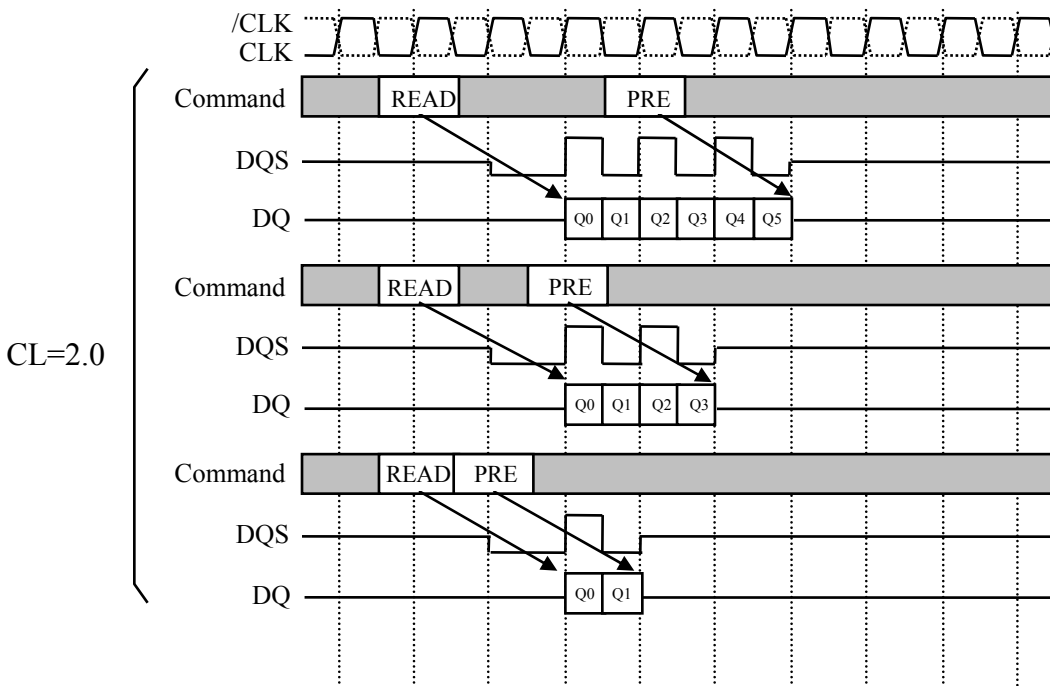 /CLK
CLK
Command READ PRE
DQS
DQ Q0 Q1 Q2 Q3 Q4 Q5
Command READ PRE
CL=2.0
DQS
DQ Q0 Q1 Q2 Q3
Command READ PRE
DQS
DQ Q0 Q1